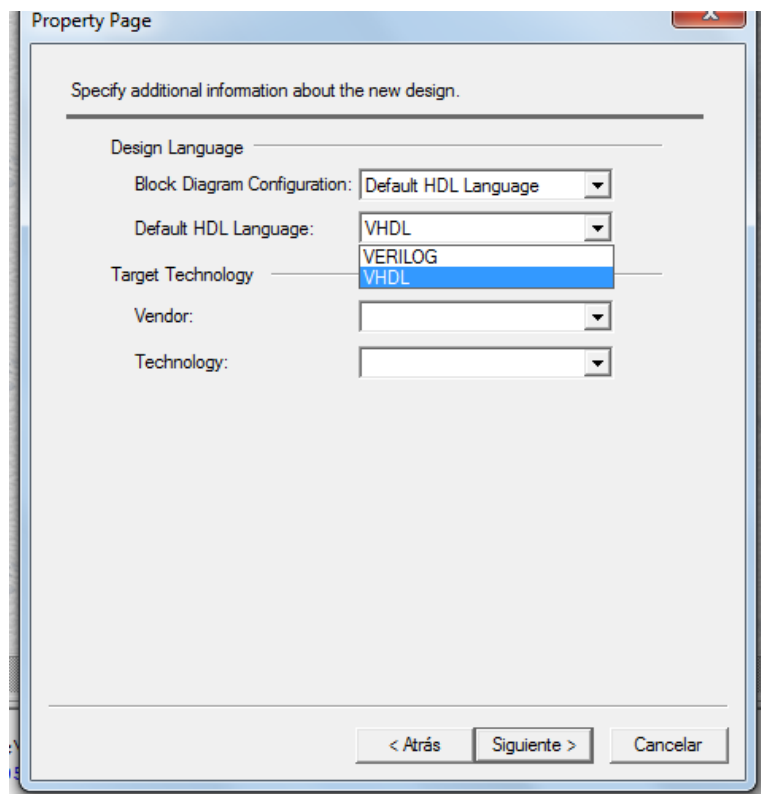 Property Page
Specify additional information about the new design.
Design Language
Block Diagram Configuration: Default HDL Language
Default HDL Language: VHDL
VERILOG
VHDL
Target Technology
Vendor:
Technology:
< Atrás Siguiente > Cancelar